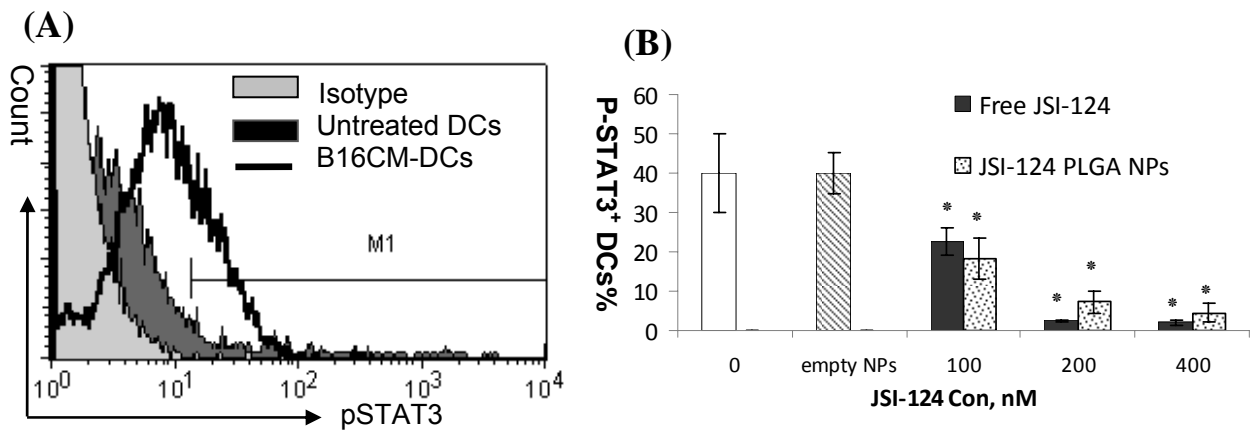 (A)
Count
Isotype
Untreated DCs
B16CM-DCs
M1
10^0 10^1 10^2 10^3 10^4
pSTAT3
(B)
P-STAT3+ DCs%
60
50
40
30
20
10
0
Free JSI-124
JSI-124 PLGA NPs
* *
* *
* *
0 empty NPs 100 200 400
JSI-124 Con, nM